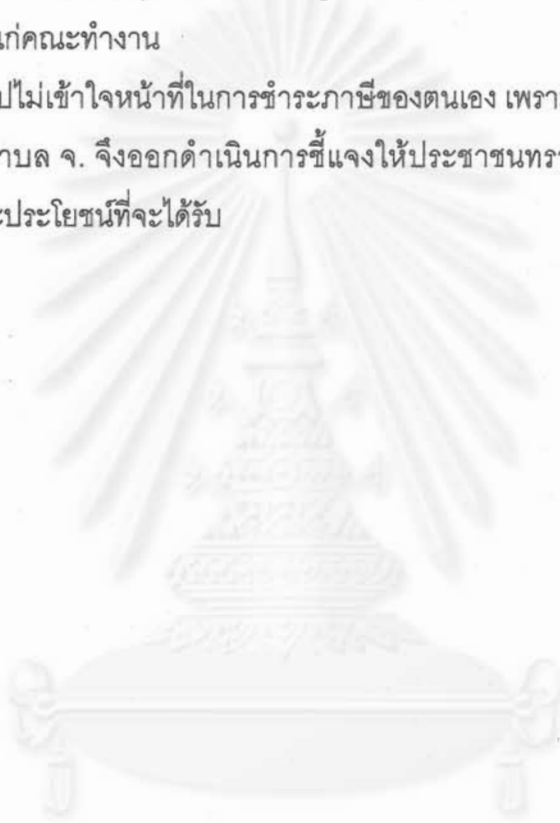 แก่คณะทำงาน
ปไม่เข้าใจหน้าที่ในการชำระภาษีของตนเอง เพรา
าบล จ. จึงออกดำเนินการชี้แจงให้ประชาชนทรา
ะประโยชน์ที่จะได้รับ